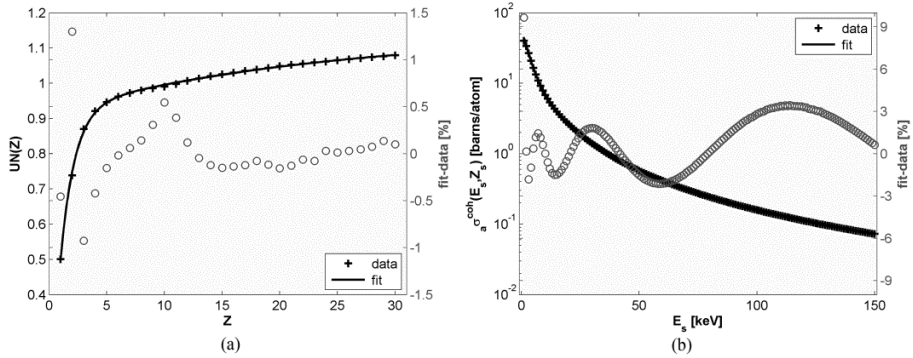 1.2
1.1
1
0.9
0.8
0.7
0.6
0.5
0.4
UN(Z)
0 5 10 15 20 25 30
Z
1.5
1
0.5
0
-0.5
-1
-1.5
fit-data [%]
data
fit
(a)
10²
10¹
10⁰
10⁻¹
10⁻²
ₐσᶜᵒʰ(Eₛ,Zₛ) [barns/atom]
0 50 100 150
Eₛ [keV]
9
6
3
0
-3
-6
-9
fit-data [%]
data
fit
(b)